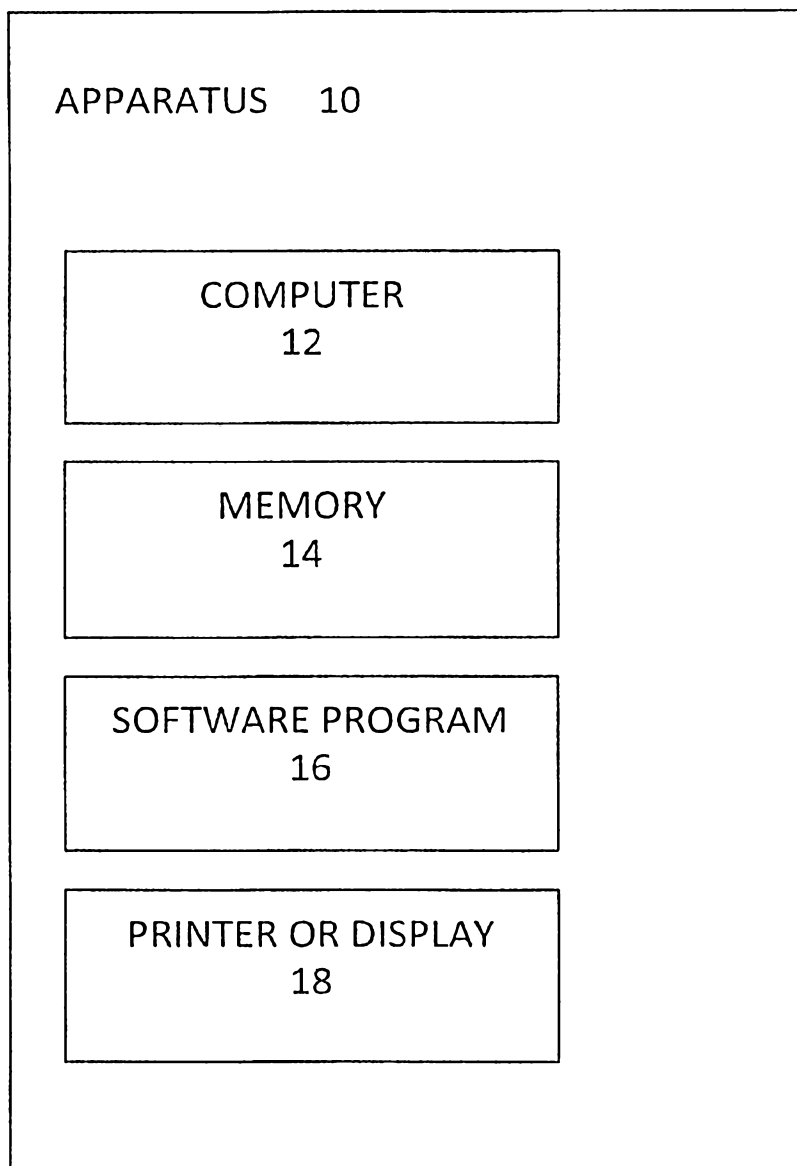 APPARATUS 10
COMPUTER
12
MEMORY
14
SOFTWARE PROGRAM
16
PRINTER OR DISPLAY
18